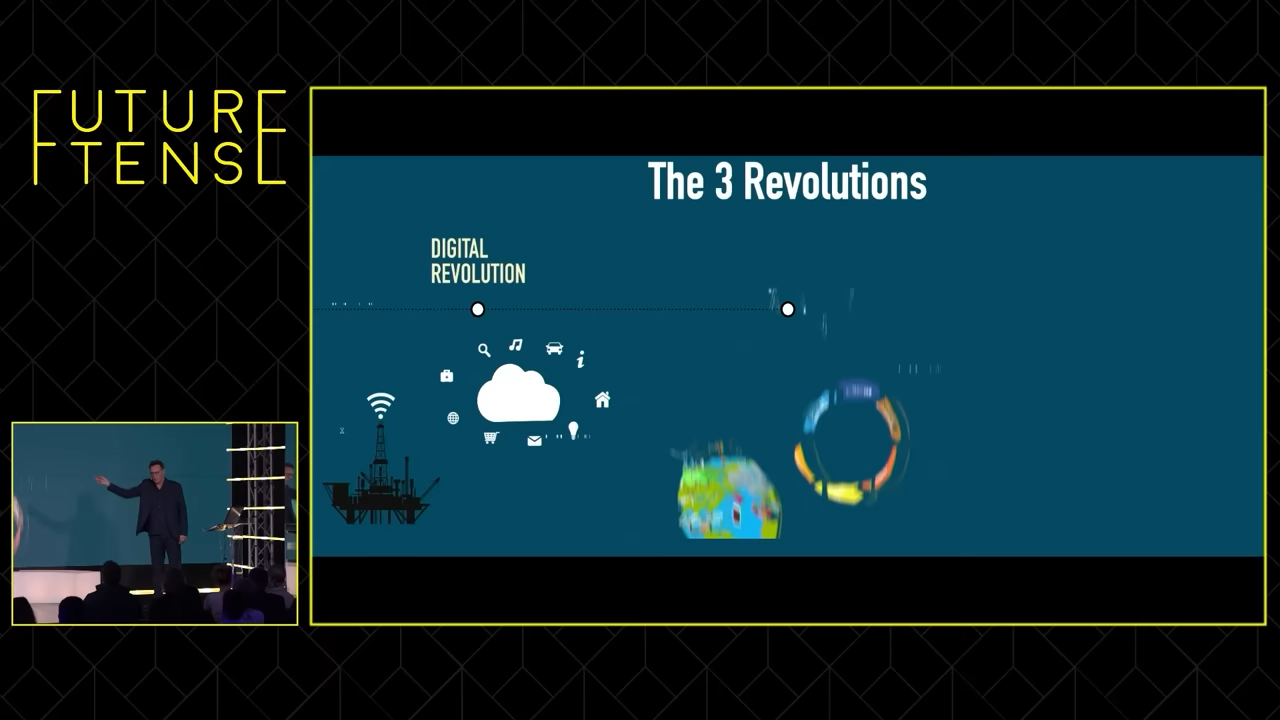 FUTURE
TENSE
The 3 Revolutions
DIGITAL
REVOLUTION